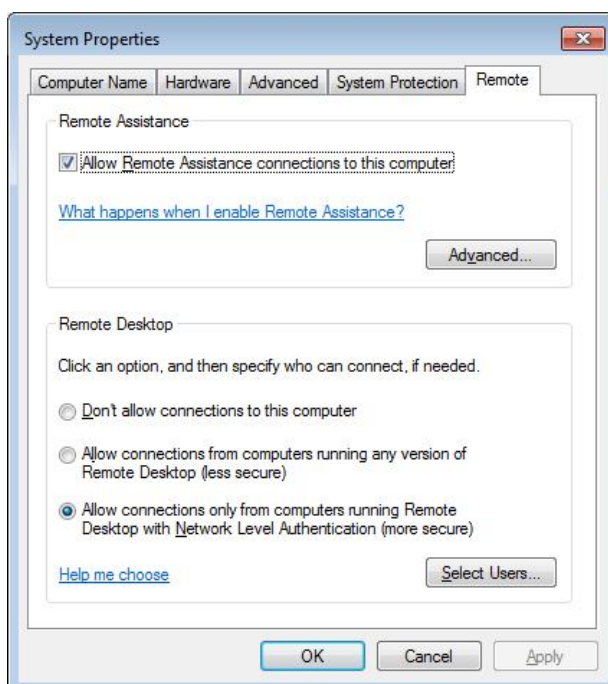 System Properties
Computer Name Hardware Advanced System Protection Remote
Remote Assistance
Allow Remote Assistance connections to this computer
What happens when I enable Remote Assistance?
Advanced...
Remote Desktop
Click an option, and then specify who can connect, if needed.
Don't allow connections to this computer
Allow connections from computers running any version of
Remote Desktop (less secure)
Allow connections only from computers running Remote
Desktop with Network Level Authentication (more secure)
Help me choose Select Users...
OK Cancel Apply